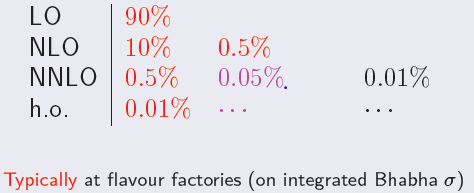 LO 90%
NLO 10% 0.5%
NNLO 0.5% 0.05% 0.01%
h.o. 0.01% ··· ···
Typically at flavour factories (on integrated Bhabha σ)